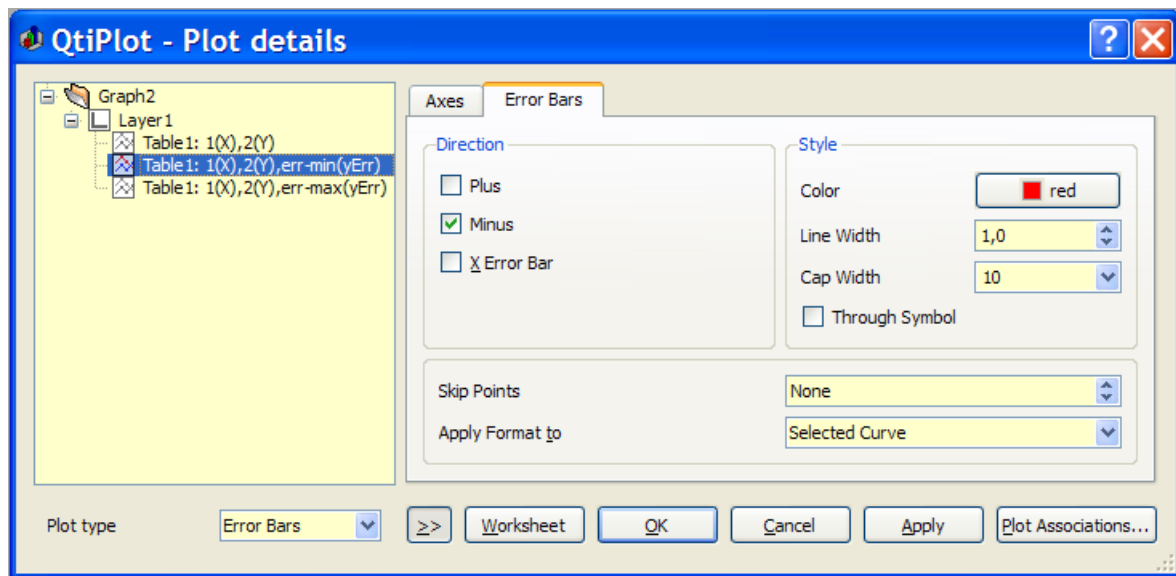 QtiPlot - Plot details
Graph2
Layer1
Table1: 1(X),2(Y)
Table1: 1(X),2(Y),err-min(yErr)
Table1: 1(X),2(Y),err-max(yErr)
Axes
Error Bars
Direction
Plus
Minus
X Error Bar
Style
Color
red
Line Width
1,0
Cap Width
10
Through Symbol
Skip Points
None
Apply Format to
Selected Curve
Plot type
Error Bars
>>
Worksheet
OK
Cancel
Apply
Plot Associations...